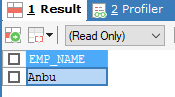 1 Result 2 Profiler
(Read Only)
EMP_NAME
Anbu